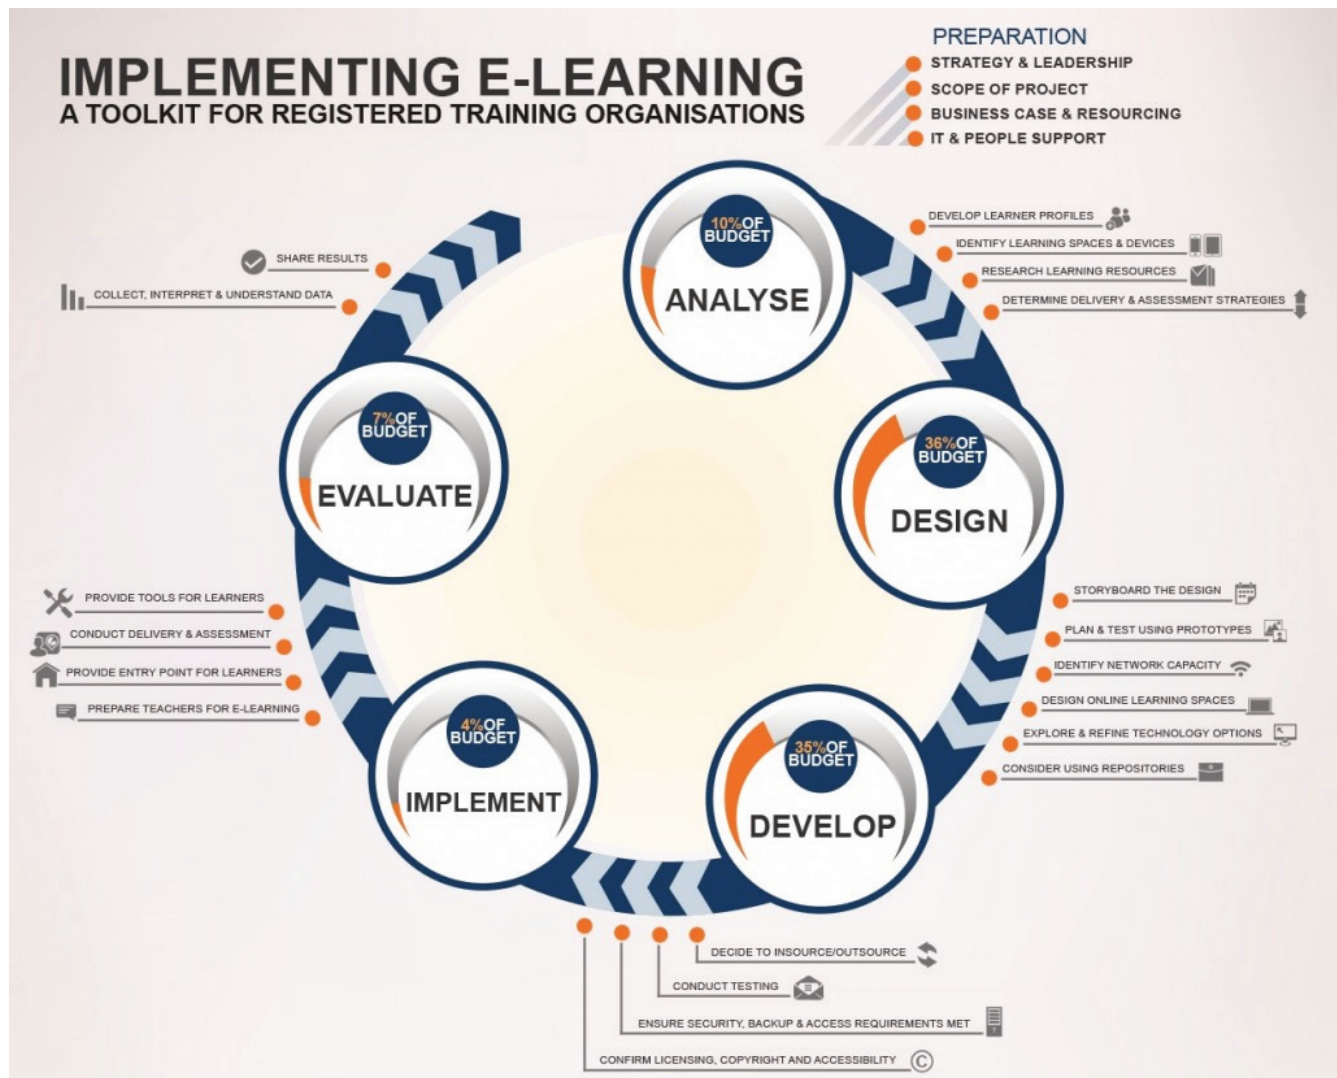 IMPLEMENTING E-LEARNING
A TOOLKIT FOR REGISTERED TRAINING ORGANISATIONS
PREPARATION
STRATEGY & LEADERSHIP
SCOPE OF PROJECT
BUSINESS CASE & RESOURCING
IT & PEOPLE SUPPORT
10% OF
BUDGET
ANALYSE
DEVELOP LEARNER PROFILES
IDENTIFY LEARNING SPACES & DEVICES
RESEARCH LEARNING RESOURCES
DETERMINE DELIVERY & ASSESSMENT STRATEGIES
36% OF
BUDGET
DESIGN
STORYBOARD THE DESIGN
PLAN & TEST USING PROTOTYPES
IDENTIFY NETWORK CAPACITY
DESIGN ONLINE LEARNING SPACES
EXPLORE & REFINE TECHNOLOGY OPTIONS
CONSIDER USING REPOSITORIES
35% OF
BUDGET
DEVELOP
DECIDE TO INSOURCE/OUTSOURCE
CONDUCT TESTING
ENSURE SECURITY, BACKUP & ACCESS REQUIREMENTS MET
CONFIRM LICENSING, COPYRIGHT AND ACCESSIBILITY ©
4% OF
BUDGET
IMPLEMENT
PROVIDE TOOLS FOR LEARNERS
CONDUCT DELIVERY & ASSESSMENT
PROVIDE ENTRY POINT FOR LEARNERS
PREPARE TEACHERS FOR E-LEARNING
7% OF
BUDGET
EVALUATE
SHARE RESULTS
COLLECT, INTERPRET & UNDERSTAND DATA